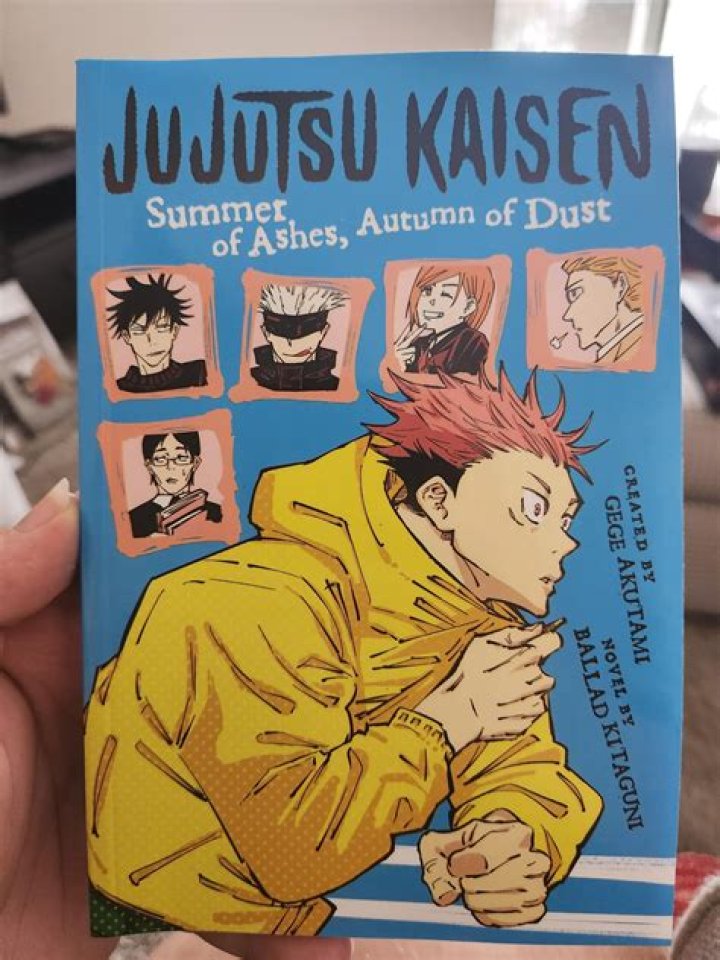 JUJUTSU KAISEN
Summer
of Ashes, Autumn of Dust
CREATED BY
GEGE AKUTAMI
NOVEL BY
BALLAD KITAGUNI